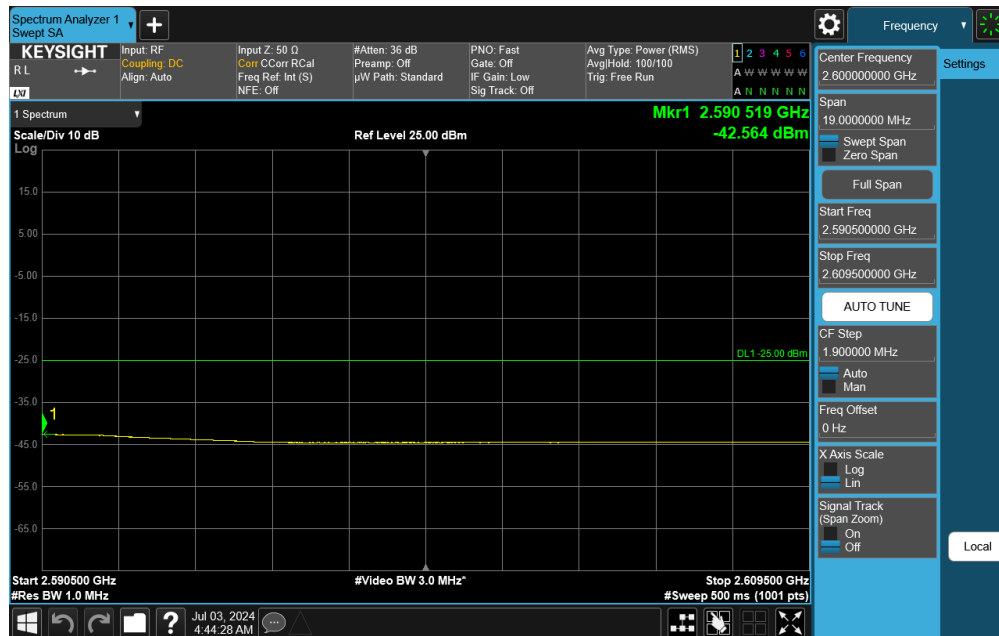 Spectrum Analyzer 1
Swept SA
Frequency
KEYSIGHT
R L
LXI
Input: RF
Coupling: DC
Align: Auto
Input Z: 50 Ω
Corr CCorr RCal
Freq Ref: Int (S)
NFE: Off
#Atten: 36 dB
Preamp: Off
µW Path: Standard
PNO: Fast
Gate: Off
IF Gain: Low
Sig Track: Off
Avg Type: Power (RMS)
Avg|Hold: 100/100
Trig: Free Run
1 2 3 4 5 6
A W W W W W
A N N N N N
1 Spectrum
Mkr1 2.590 519 GHz
Scale/Div 10 dB
Ref Level 25.00 dBm
-42.564 dBm
Log
15.0
5.00
-5.00
-15.0
-25.0
DL1 -25.00 dBm
-35.0
1
-45.0
-55.0
-65.0
Start 2.590500 GHz
#Video BW 3.0 MHz*
Stop 2.609500 GHz
#Res BW 1.0 MHz
#Sweep 500 ms (1001 pts)
Center Frequency
2.600000000 GHz
Settings
Span
19.0000000 MHz
Swept Span
Zero Span
Full Span
Start Freq
2.590500000 GHz
Stop Freq
2.609500000 GHz
AUTO TUNE
CF Step
1.900000 MHz
Auto
Man
Freq Offset
0 Hz
X Axis Scale
Log
Lin
Signal Track
(Span Zoom)
On
Off
Local
?
Jul 03, 2024
4:44:28 AM